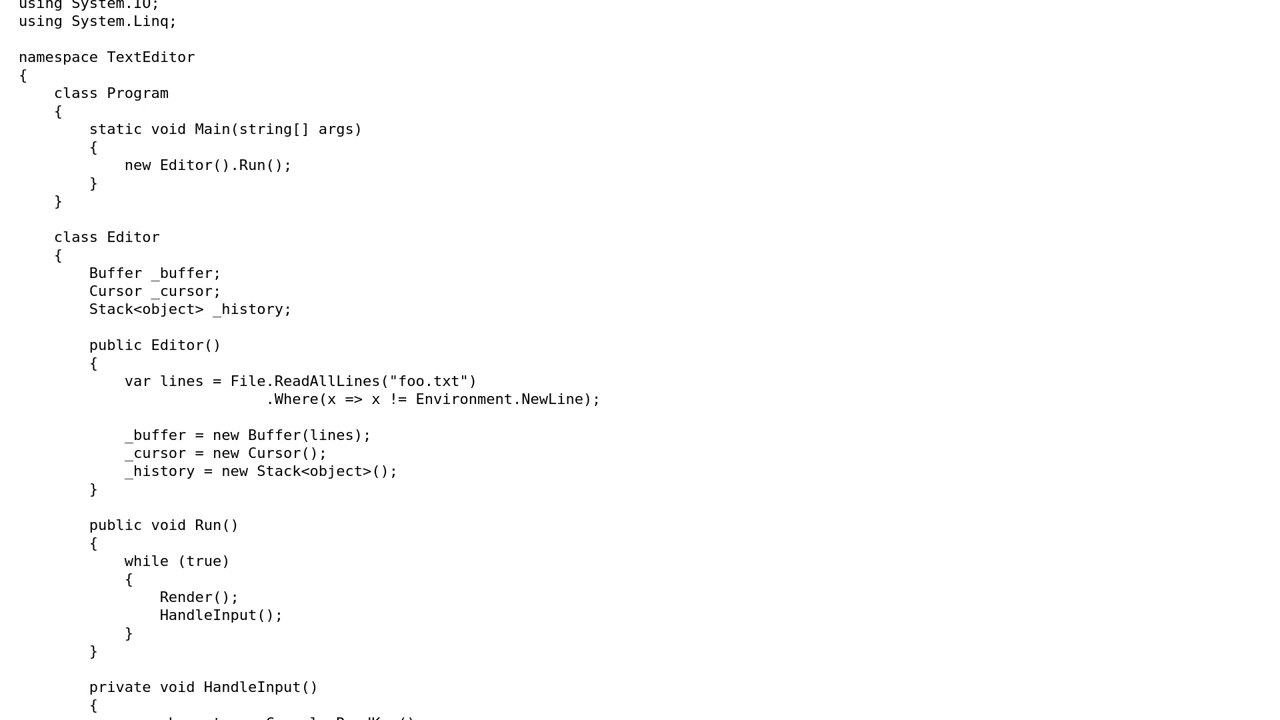 using System.IO;
using System.Linq;

namespace TextEditor
{
    class Program
    {
        static void Main(string[] args)
        {
            new Editor().Run();
        }
    }

    class Editor
    {
        Buffer _buffer;
        Cursor _cursor;
        Stack<object> _history;

        public Editor()
        {
            var lines = File.ReadAllLines("foo.txt")
                            .Where(x => x != Environment.NewLine);

            _buffer = new Buffer(lines);
            _cursor = new Cursor();
            _history = new Stack<object>();
        }

        public void Run()
        {
            while (true)
            {
                Render();
                HandleInput();
            }
        }

        private void HandleInput()
        {